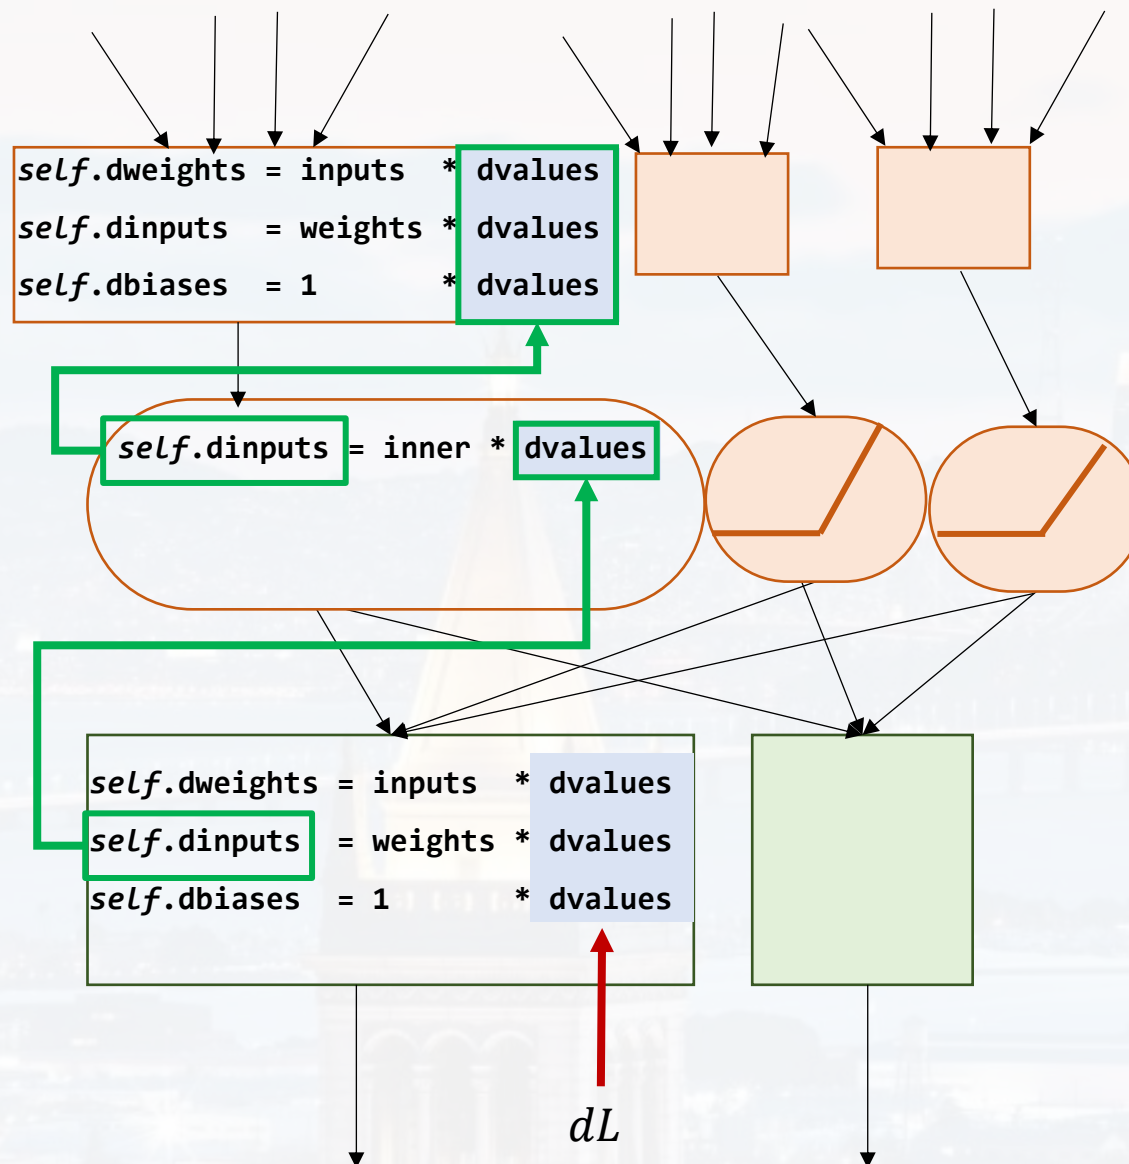 self.dweights = inputs  * dvalues
self.dinputs  = weights * dvalues
self.dbiases  = 1       * dvalues
self.dinputs = inner * dvalues
self.dweights = inputs  * dvalues
self.dinputs  = weights * dvalues
self.dbiases  = 1       * dvalues
dL